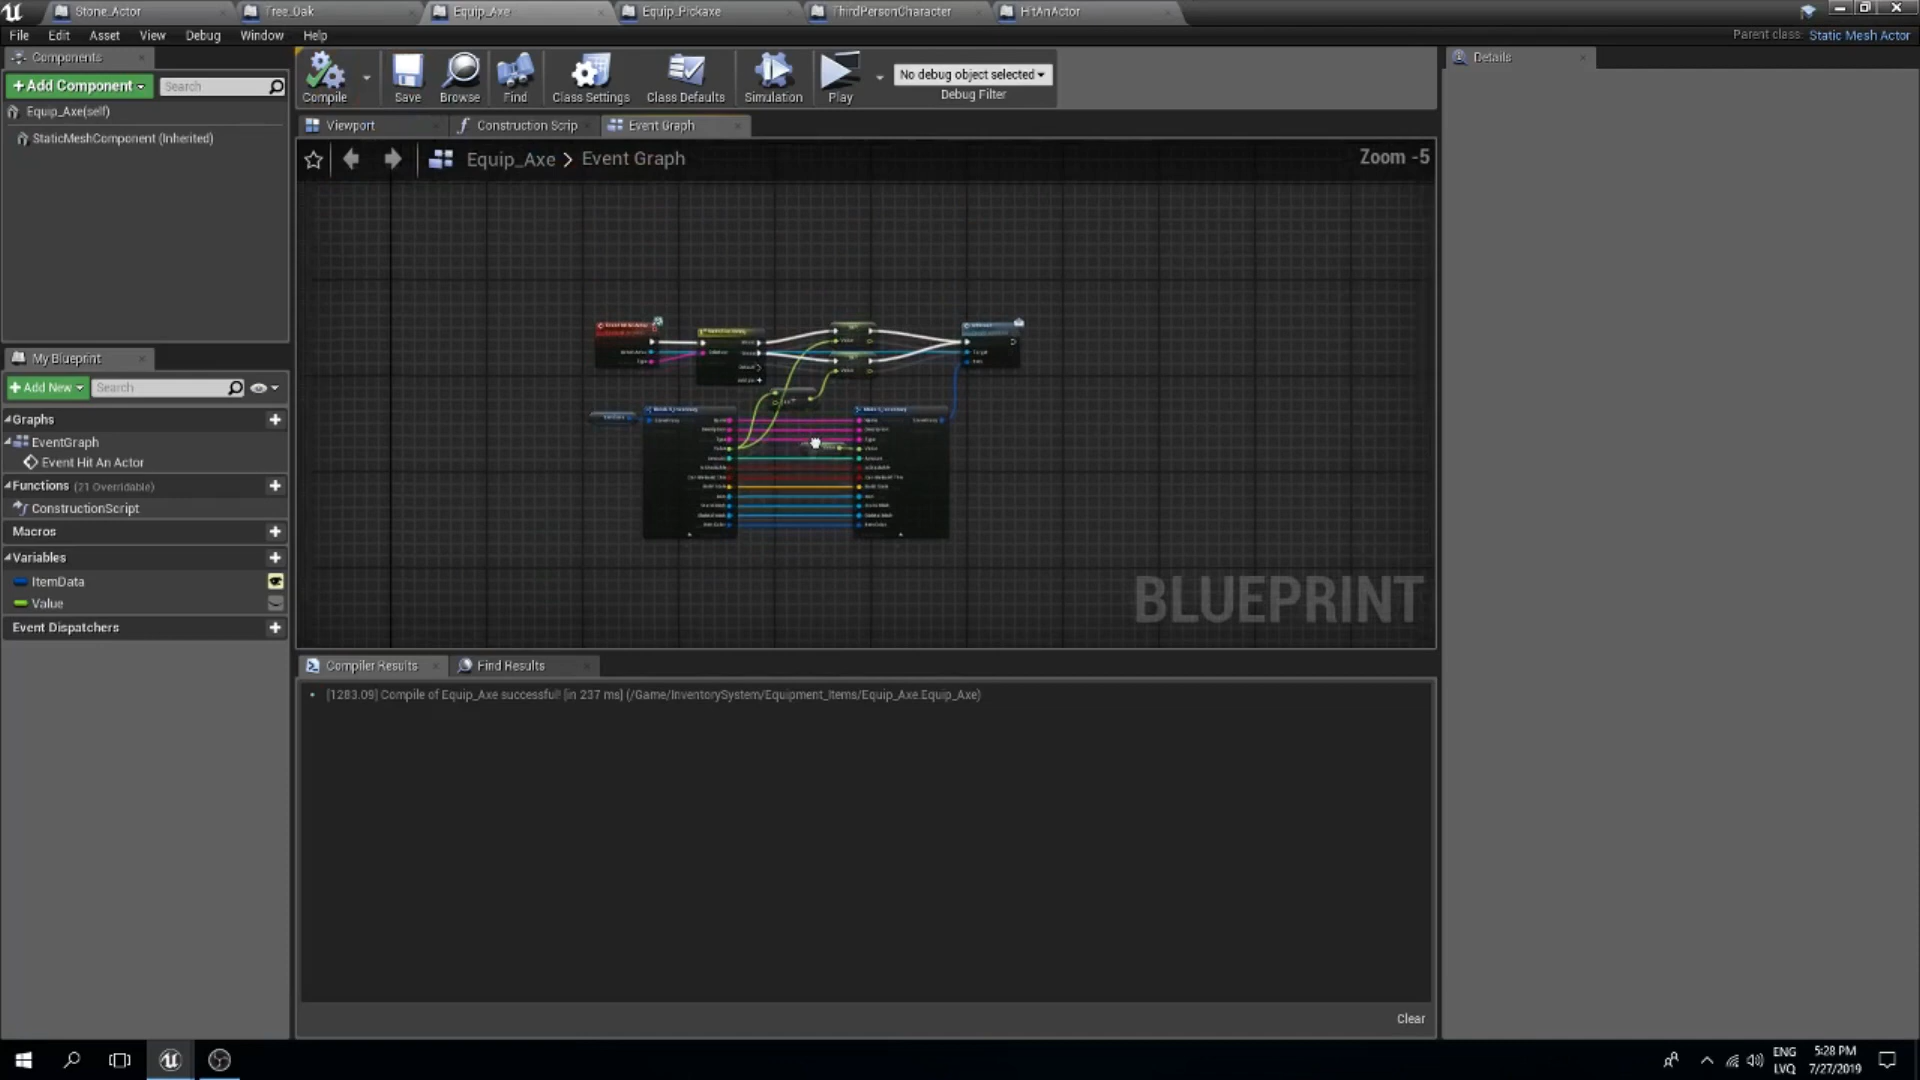 Stone_Actor
Tree_Oak
Equip_Axe
Equip_Pickaxe
ThirdPersonCharacter
HitAnActor
File Edit Asset View Debug Window Help
Parent class: Static Mesh Actor
Components
+Add Component
Search
Equip_Axe(self)
StaticMeshComponent (Inherited)
Compile
Save
Browse
Find
Class Settings
Class Defaults
Simulation
Play
No debug object selected
Debug Filter
Details
Viewport
Construction Scrip
Event Graph
Equip_Axe > Event Graph
Zoom -5
BLUEPRINT
My Blueprint
+Add New
Search
Graphs
EventGraph
Event Hit An Actor
Functions (21 Overridable)
ConstructionScript
Macros
Variables
ItemData
Value
Event Dispatchers
Compiler Results
Find Results
[1283.09] Compile of Equip_Axe successful! [in 237 ms] (/Game/InventorySystem/Equipment_Items/Equip_Axe.Equip_Axe)
Clear
ENG
LVQ
5:28 PM
7/27/2019